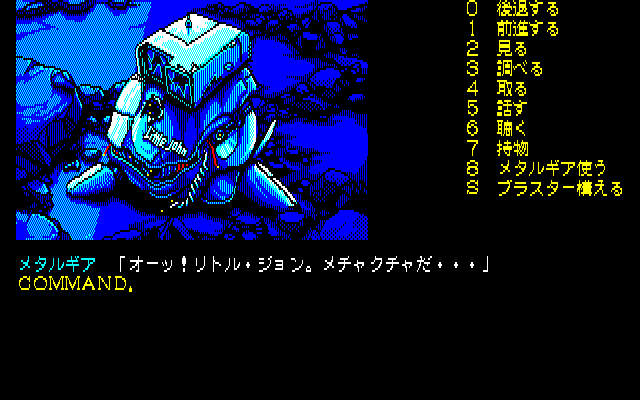 0 後退する
1 前進する
2 見る
3 調べる
4 取る
5 話す
6 聴く
7 持物
8 メタルギア使う
S ブラスター構える
Little John
メタルギア 「オーッ！リトル・ジョン。メチャクチャだ・・・」
COMMAND.